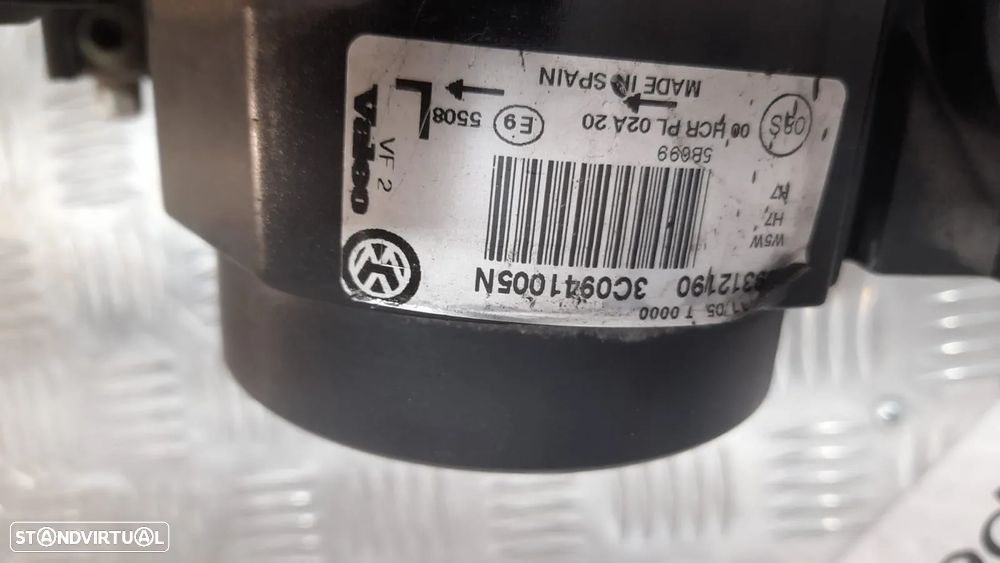 T 0000
3C0941005N
W5W
H7
H7
5B699
00 HCR PL 02A 20
E9
5508
L
MADE IN SPAIN
Valeo
VF 2
STANDVIRTUAL